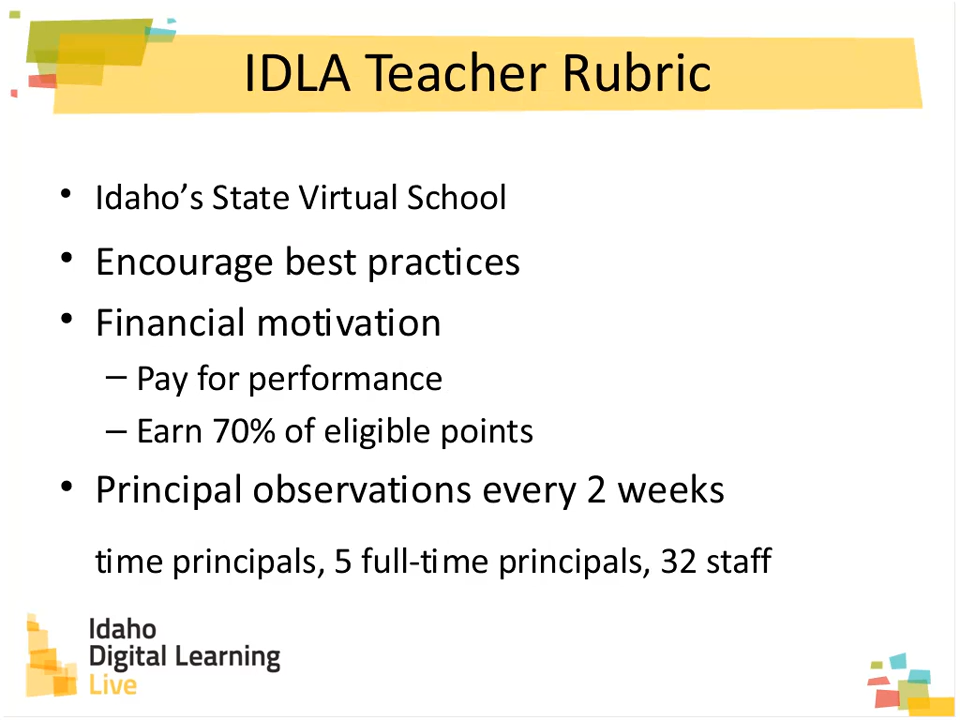 IDLA Teacher Rubric
• Idaho’s State Virtual School
• Encourage best practices
• Financial motivation
– Pay for performance
– Earn 70% of eligible points
• Principal observations every 2 weeks
time principals, 5 full-time principals, 32 staff
Idaho
Digital Learning
Live